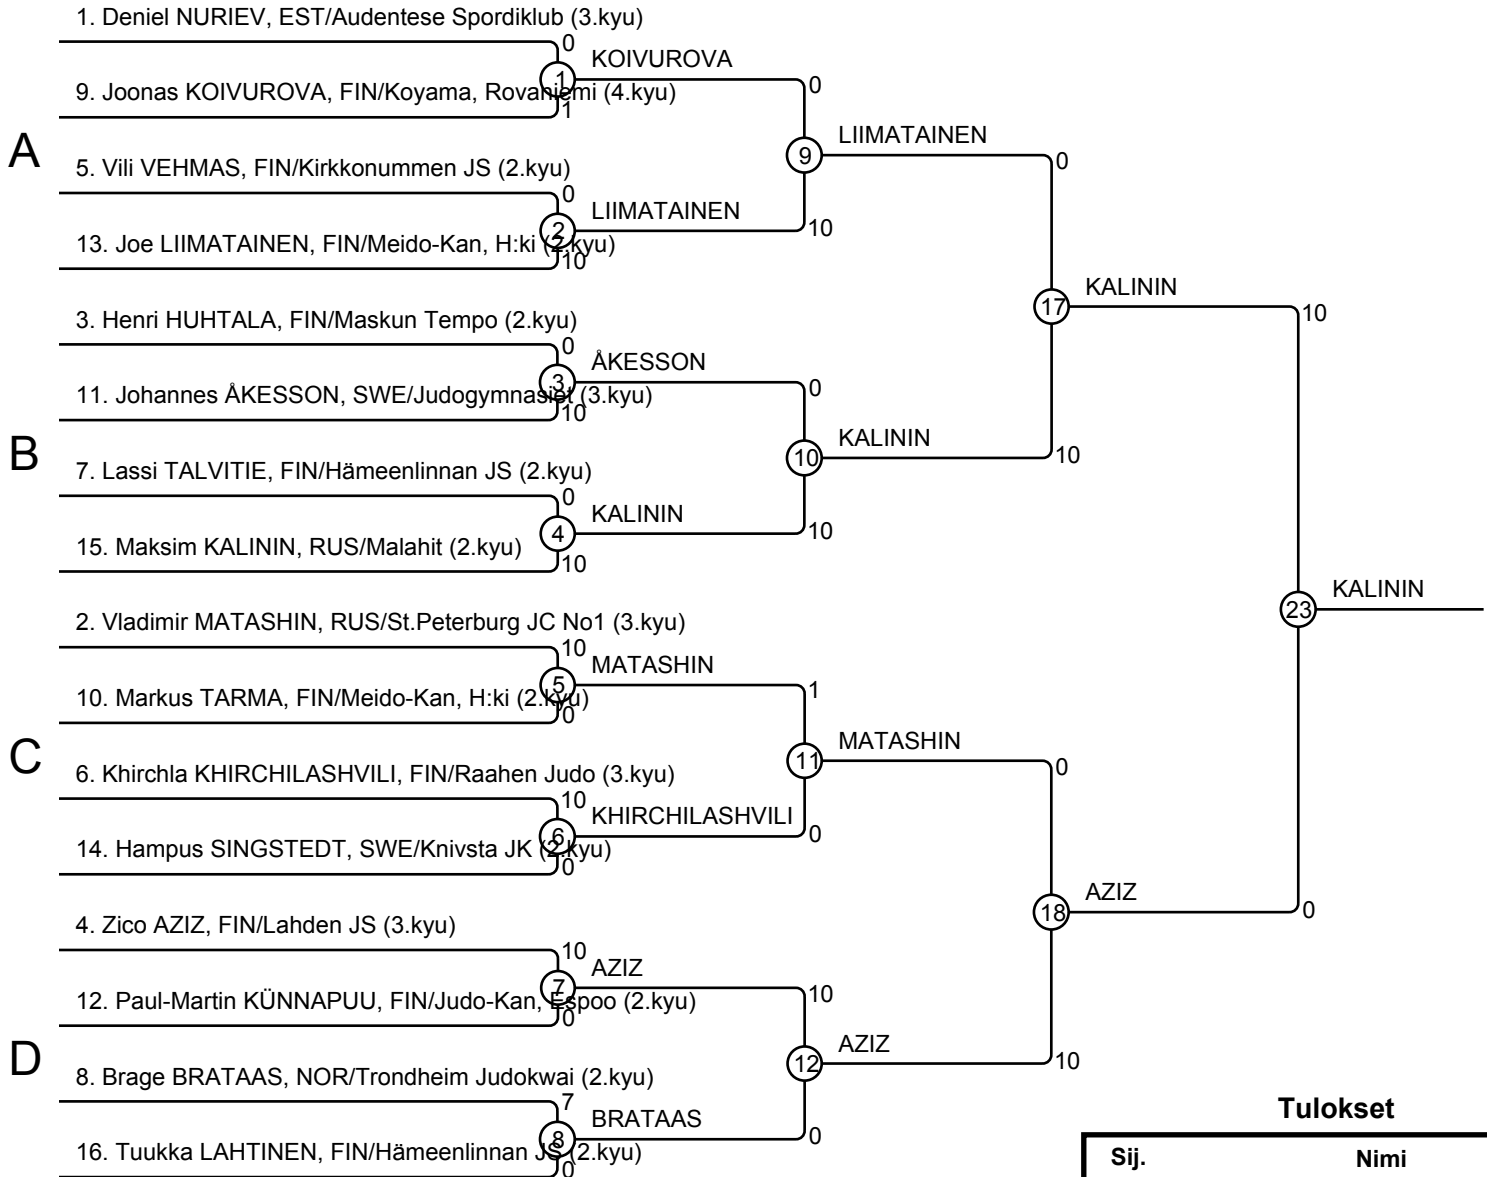 1. Deniel NURIEV, EST/Audentese Spordiklub (3.kyu)
0
KOIVUROVA
1
0
9. Joonas KOIVUROVA, FIN/Koyama, Rovaniemi (4.kyu)
1
A
LIIMATAINEN
9
0
5. Vili VEHMAS, FIN/Kirkkonummen JS (2.kyu)
0
LIIMATAINEN
2
10
13. Joe LIIMATAINEN, FIN/Meido-Kan, H:ki (2.kyu)
10
KALININ
17
10
3. Henri HUHTALA, FIN/Maskun Tempo (2.kyu)
0
ÅKESSON
3
0
11. Johannes ÅKESSON, SWE/Judogymnasiet (3.kyu)
10
B
KALININ
10
10
7. Lassi TALVITIE, FIN/Hämeenlinnan JS (2.kyu)
0
KALININ
4
10
15. Maksim KALININ, RUS/Malahit (2.kyu)
10
KALININ
23
2. Vladimir MATASHIN, RUS/St.Peterburg JC No1 (3.kyu)
10
MATASHIN
5
1
10. Markus TARMA, FIN/Meido-Kan, H:ki (2.kyu)
0
C
MATASHIN
11
0
6. Khirchla KHIRCHILASHVILI, FIN/Raahen Judo (3.kyu)
10
KHIRCHILASHVILI
6
0
14. Hampus SINGSTEDT, SWE/Knivsta JK (2.kyu)
0
AZIZ
18
0
4. Zico AZIZ, FIN/Lahden JS (3.kyu)
10
AZIZ
7
10
12. Paul-Martin KÜNNAPUU, FIN/Judo-Kan, Espoo (2.kyu)
0
D
AZIZ
12
10
8. Brage BRATAAS, NOR/Trondheim Judokwai (2.kyu)
7
BRATAAS
8
0
16. Tuukka LAHTINEN, FIN/Hämeenlinnan JS (2.kyu)
0
Tulokset
Sij. Nimi